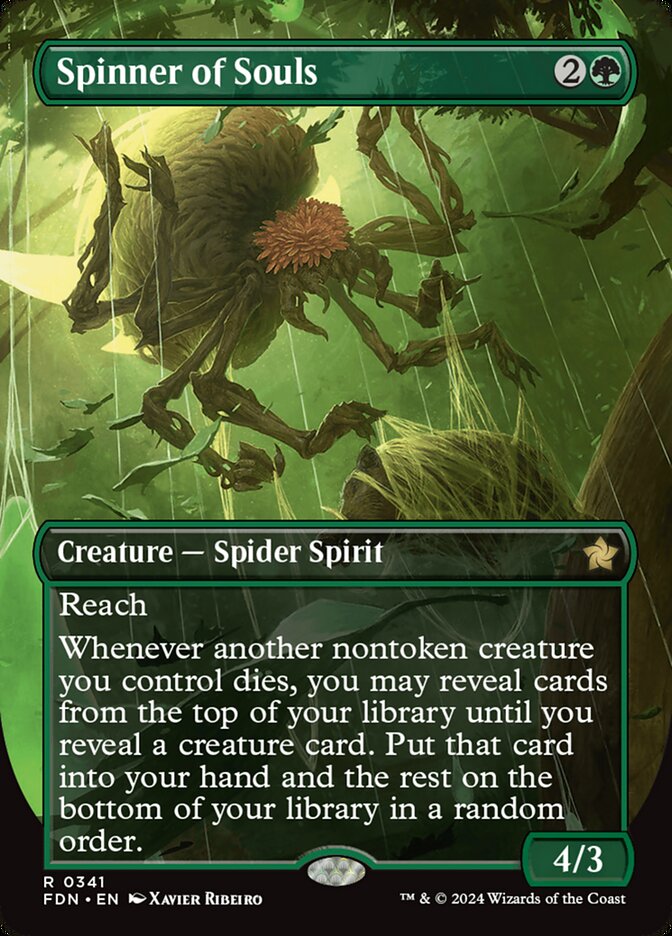 Spinner of Souls 2
Creature — Spider Spirit
Reach
Whenever another nontoken creature
you control dies, you may reveal cards
from the top of your library until you
reveal a creature card. Put that card
into your hand and the rest on the
bottom of your library in a random
order.
4/3
R 0341
FDN • EN Xavier Ribeiro
™ & © 2024 Wizards of the Coast